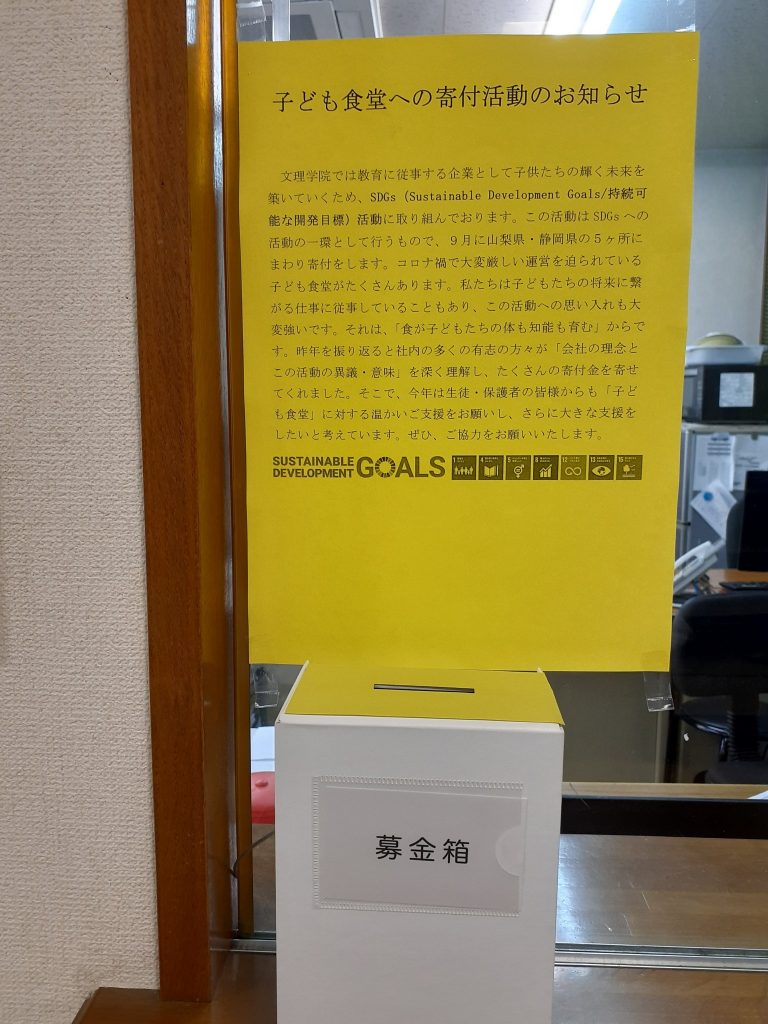 子ども食堂への寄付活動のお知らせ
文理学院では教育に従事する企業として子供たちの輝く未来を
築いていくため、SDGs（Sustainable Development Goals/持続可
能な開発目標）活動に取り組んでおります。この活動は SDGs への
活動の一環として行うもので、９月に山梨県・静岡県の５ヶ所に
まわり寄付をします。コロナ禍で大変厳しい運営を迫られている
子ども食堂がたくさんあります。私たちは子どもたちの将来に繋
がる仕事に従事していることもあり、この活動への思い入れも大
変強いです。それは、「食が子どもたちの体も知能も育む」からで
す。昨年を振り返ると社内の多くの有志の方々が「会社の理念と
この活動の異議・意味」を深く理解し、たくさんの寄付金を寄せ
てくれました。そこで、今年は生徒・保護者の皆様からも「子ど
も食堂」に対する温かいご支援をお願いし、さらに大きな支援を
したいと考えています。ぜひ、ご協力をお願いいたします。
SUSTAINABLE
DEVELOPMENT GOALS
1 4 5 8 12 13 15
募金箱